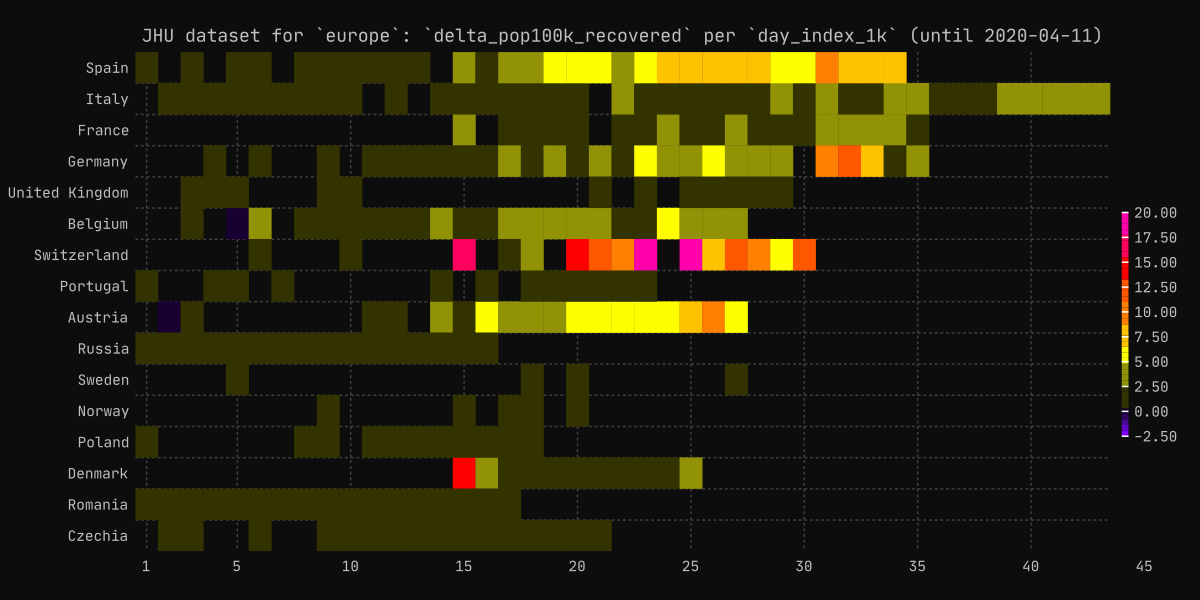 JHU dataset for `europe`: `delta_pop100k_recovered` per `day_index_1k` (until 2020-04-11)
Spain
Italy
France
Germany
United Kingdom
Belgium
Switzerland
Portugal
Austria
Russia
Sweden
Norway
Poland
Denmark
Romania
Czechia
1 5 10 15 20 25 30 35 40 45
20.00
17.50
15.00
12.50
10.00
7.50
5.00
2.50
0.00
-2.50